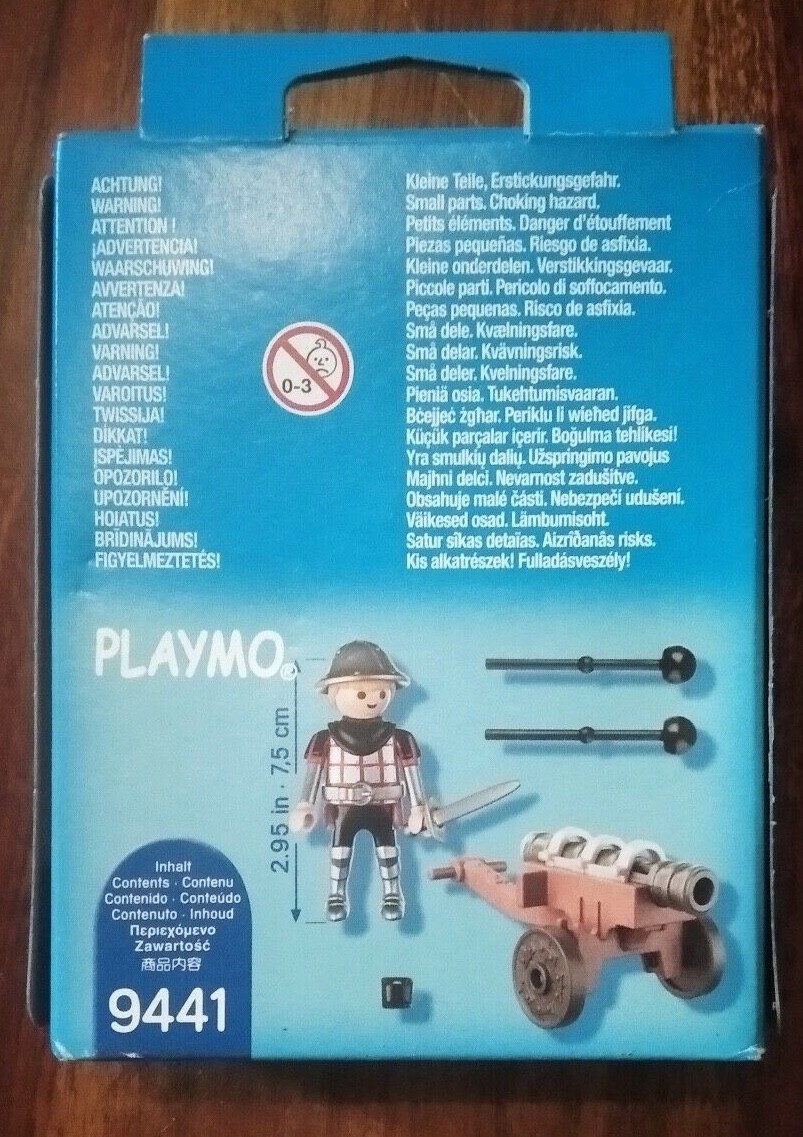 ACHTUNG! Kleine Teile, Erstickungsgefahr.
WARNING! Small parts. Choking hazard.
ATTENTION ! Petits éléments. Danger d'étouffement
¡ADVERTENCIA! Piezas pequeñas. Riesgo de asfixia.
WAARSCHUWING! Kleine onderdelen. Verstikkingsgevaar.
AVVERTENZA! Piccole parti. Pericolo di soffocamento.
ATENÇÃO! Peças pequenas. Risco de asfixia.
ADVARSEL! Små dele. Kvælningsfare.
VARNING! Små delar. Kvävningsrisk.
ADVARSEL! Små deler. Kvelningsfare.
VAROITUS! Pieniä osia. Tukehtumisvaaran.
TWISSIJA! Bċejjeċ żgħar. Periklu li wieħed jifga.
DİKKAT! Küçük parçalar içerir. Boğulma tehlikesi!
ĮSPĖJIMAS! Yra smulkių dalių. Užspringimo pavojus
OPOZORILO! Majhni delci. Nevarnost zadušitve.
UPOZORNĚNÍ! Obsahuje malé části. Nebezpečí udušení.
HOIATUS! Väikesed osad. Lämbumisoht.
BRĪDINĀJUMS! Satur sīkas detaļas. Aizrīšanās risks.
FIGYELMEZTETÉS! Kis alkatrészek! Fulladásveszély!
0-3
PLAYMO®
2.95 in · 7,5 cm
Inhalt
Contents · Contenu
Contenido · Conteúdo
Contenuto · Inhoud
Περιεχόμενο
Zawartość
商品内容
9441